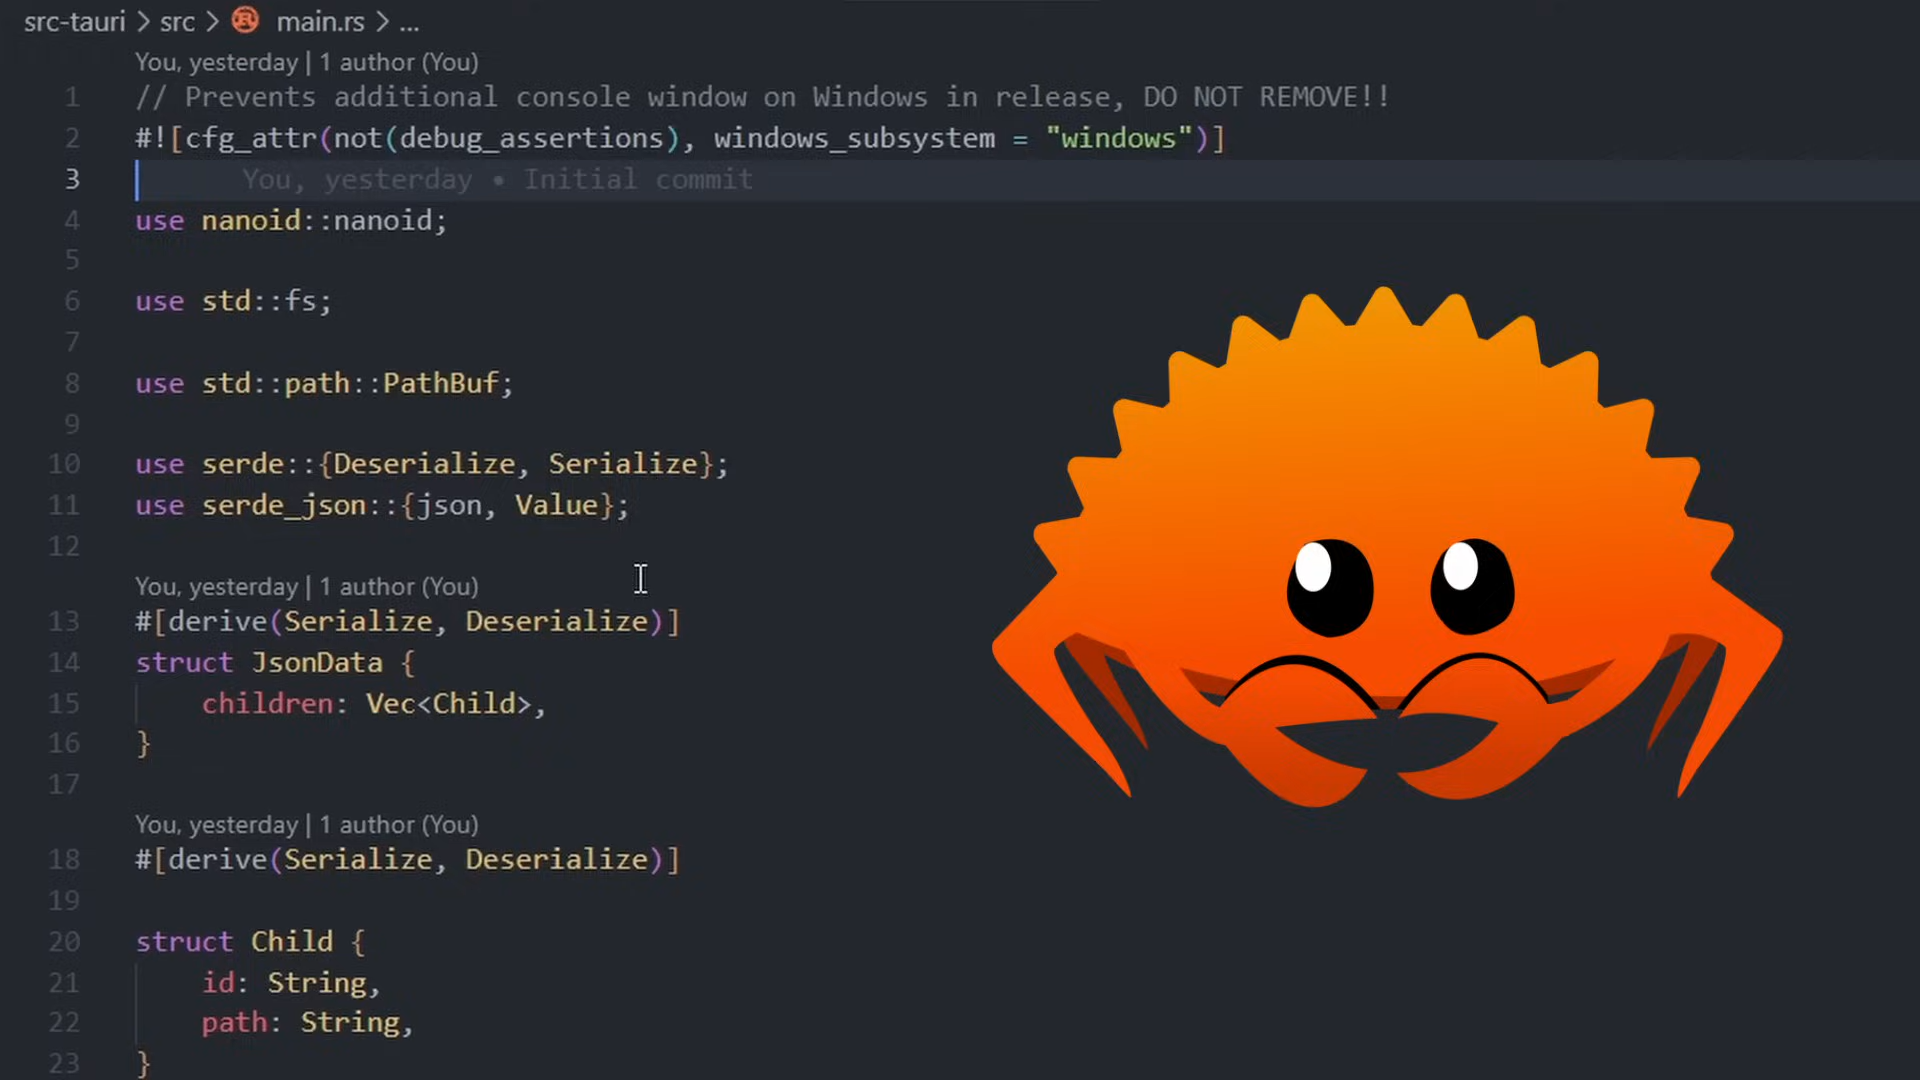 src-tauri > src > main.rs > ...
You, yesterday | 1 author (You)
1 // Prevents additional console window on Windows in release, DO NOT REMOVE!!
2 #![cfg_attr(not(debug_assertions), windows_subsystem = "windows")]
3 You, yesterday • Initial commit
4 use nanoid::nanoid;
5
6 use std::fs;
7
8 use std::path::PathBuf;
9
10 use serde::{Deserialize, Serialize};
11 use serde_json::{json, Value};
12
You, yesterday | 1 author (You)
13 #[derive(Serialize, Deserialize)]
14 struct JsonData {
15 children: Vec<Child>,
16 }
17
You, yesterday | 1 author (You)
18 #[derive(Serialize, Deserialize)]
19
20 struct Child {
21 id: String,
22 path: String,
23 }